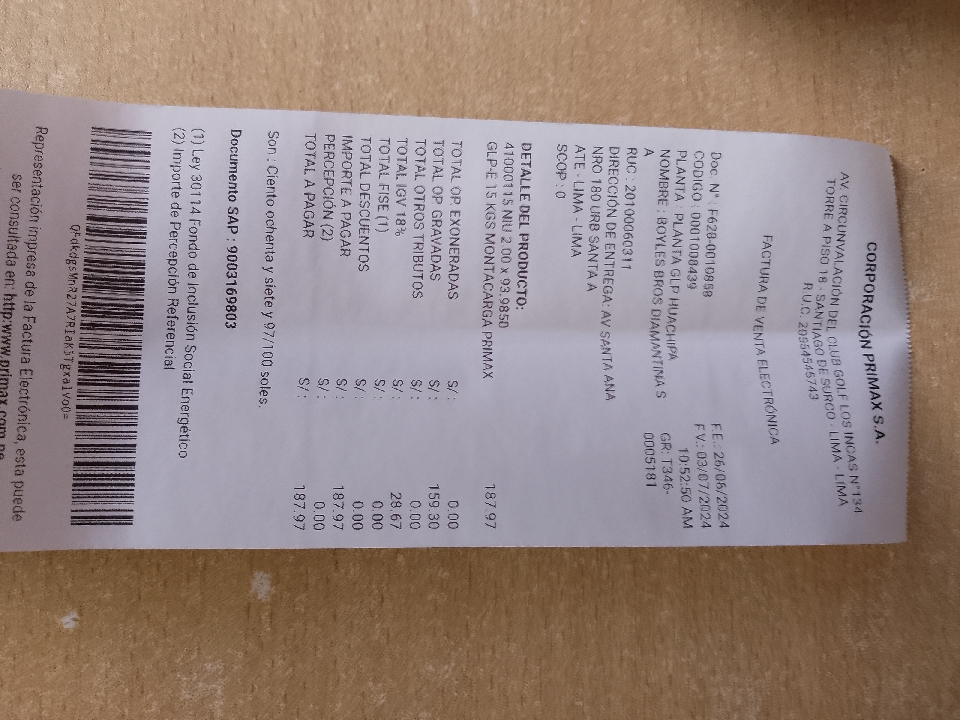 CORPORACIÓN PRIMAX S.A.
AV. CIRCUNVALACIÓN DEL CLUB GOLF LOS INCAS N°134
TORRE A PISO 18 - SANTIAGO DE SURCO - LIMA - LIMA
R.U.C. 20554545743
FACTURA DE VENTA ELECTRÓNICA
Doc. N° : F620-0010858 F.E.: 26/06/2024
CODIGO : 0001008439 F.V.: 03/07/2024
PLANTA : PLANTA GLP HUACHIPA 10:52:50 AM
NOMBRE : BOYLES BROS DIAMANTINA S GR: T346-
A 0005181
RUC : 20100060311
DIRECCIÓN DE ENTREGA: AV SANTA ANA
NRO 180 URB SANTA A
ATE - LIMA - LIMA
SCOP : 0
DETALLE DEL PRODUCTO:
41000115 NIU 2.00 x 93.9850
GLP-E 15 KGS MONTACARGA PRIMAX 187.97
TOTAL OP EXONERADAS S/ : 0.00
TOTAL OP GRAVADAS S/ : 159.30
TOTAL OTROS TRIBUTOS S/ : 0.00
TOTAL IGV 18% S/ : 28.67
TOTAL FISE (1) S/ : 0.00
TOTAL DESCUENTOS S/ : 0.00
IMPORTE A PAGAR S/ : 187.97
PERCEPCIÓN (2) S/ : 0.00
TOTAL A PAGAR S/ : 187.97
Son : Ciento ochenta y siete y 97/100 soles.
Documento SAP : 9003169803
(1) Ley 30114 Fondo de Inclusión Social Energético
(2) Importe de Percepción Referencial
Representación impresa de la Factura Electrónica, esta puede
ser consultada en: http:www.primax.com.pe